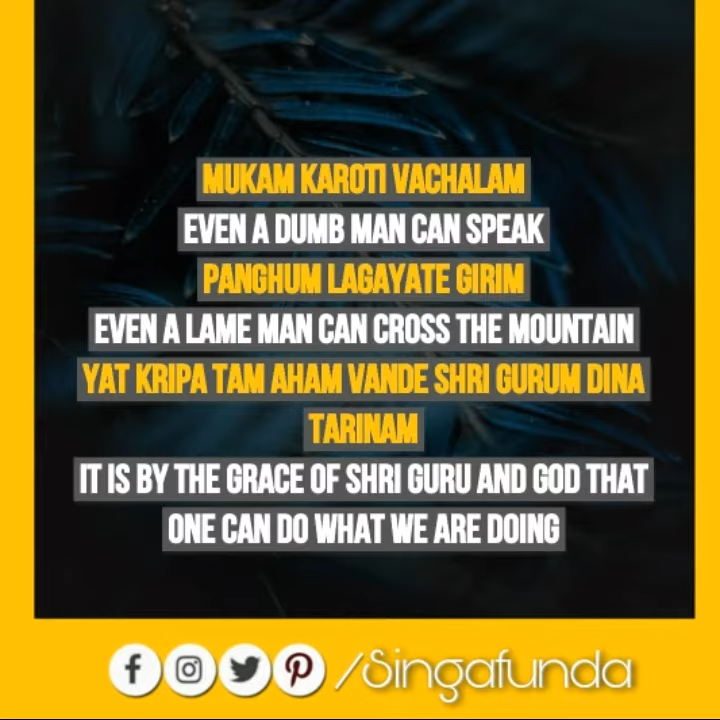 MUKAM KAROTI VACHALAM
EVEN A DUMB MAN CAN SPEAK
PANGHUM LAGAYATE GIRIM
EVEN A LAME MAN CAN CROSS THE MOUNTAIN
YAT KRIPA TAM AHAM VANDE SHRI GURUM DINA
TARINAM
IT IS BY THE GRACE OF SHRI GURU AND GOD THAT
ONE CAN DO WHAT WE ARE DOING
/Singafunda